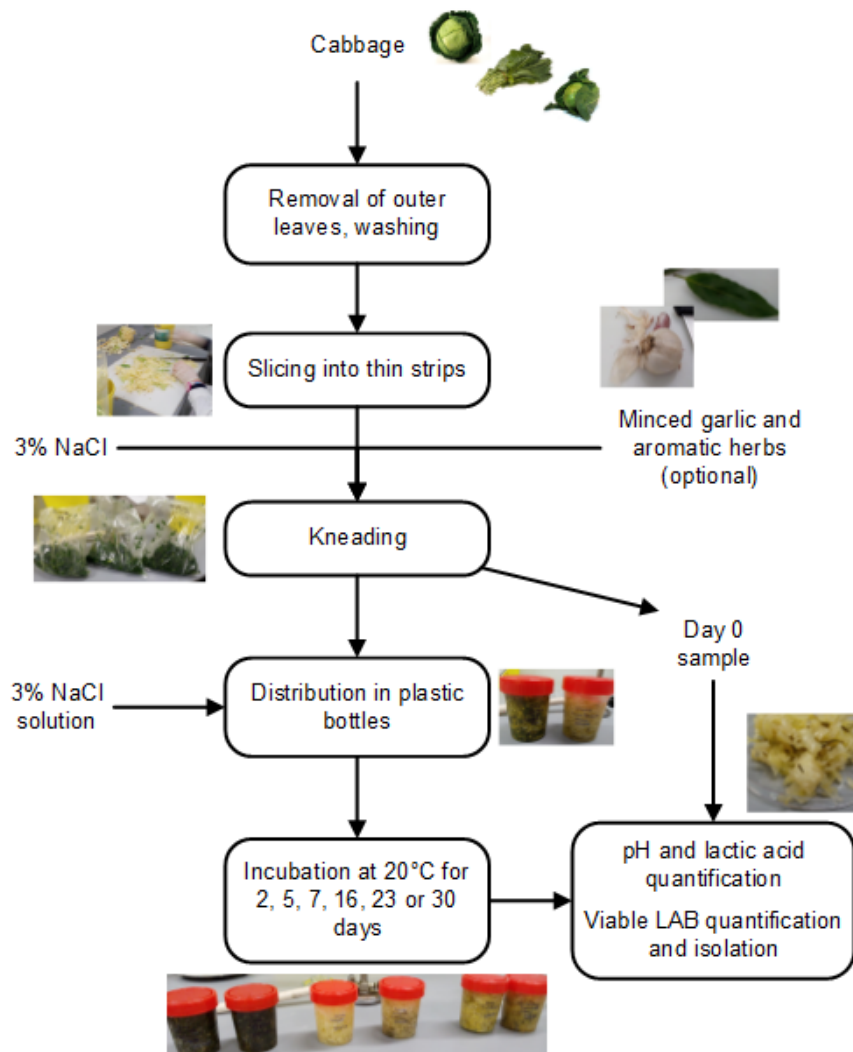 Cabbage
Removal of outer
leaves, washing
Slicing into thin strips
3% NaCl
Minced garlic and
aromatic herbs
(optional)
Kneading
Day 0
sample
3% NaCl
solution
Distribution in plastic
bottles
Incubation at 20°C for
2, 5, 7, 16, 23 or 30
days
pH and lactic acid
quantification
Viable LAB quantification
and isolation